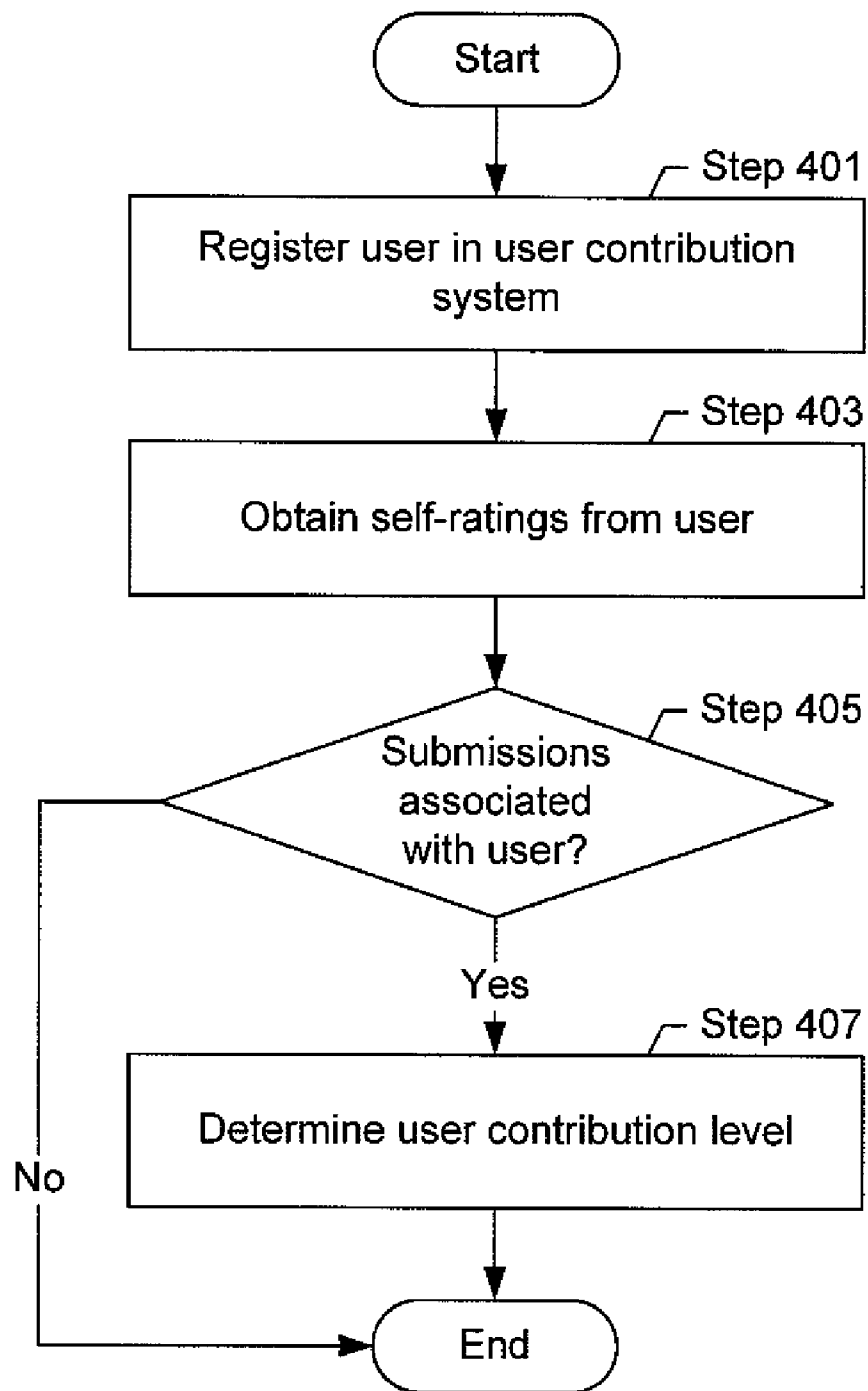 Start
Step 401
Register user in user contribution
system
Step 403
Obtain self-ratings from user
Step 405
Submissions
associated
with user?
Yes
Step 407
Determine user contribution level
No
End